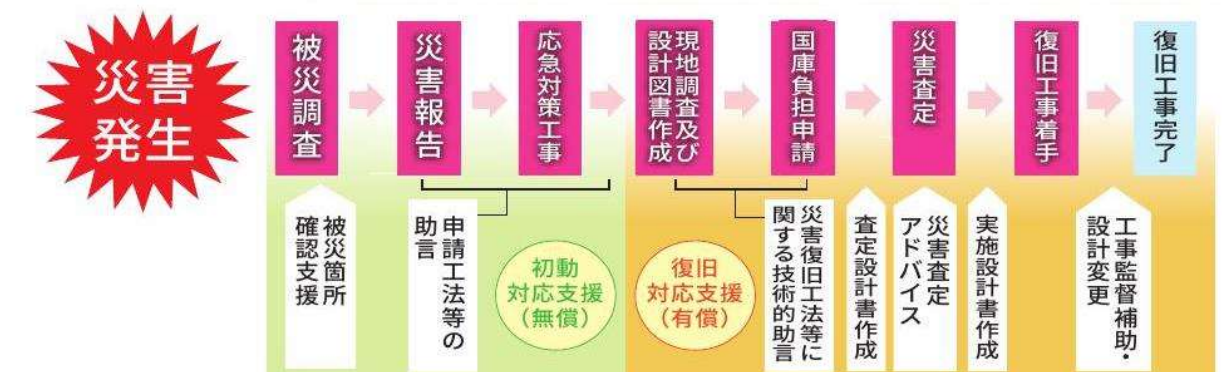 災害
発生
被災調査
災害報告
応急対策工事
現地調査及び
設計図書作成
国庫負担申請
災害査定
復旧工事着手
復旧工事完了
被災箇所
確認支援
申請工法等の
助言
初動
対応支援
(無償)
復旧
対応支援
(有償)
災害復旧工法等に
関する技術的助言
査定設計書作成
災害査定
アドバイス
実施設計書作成
工事監督補助・
設計変更